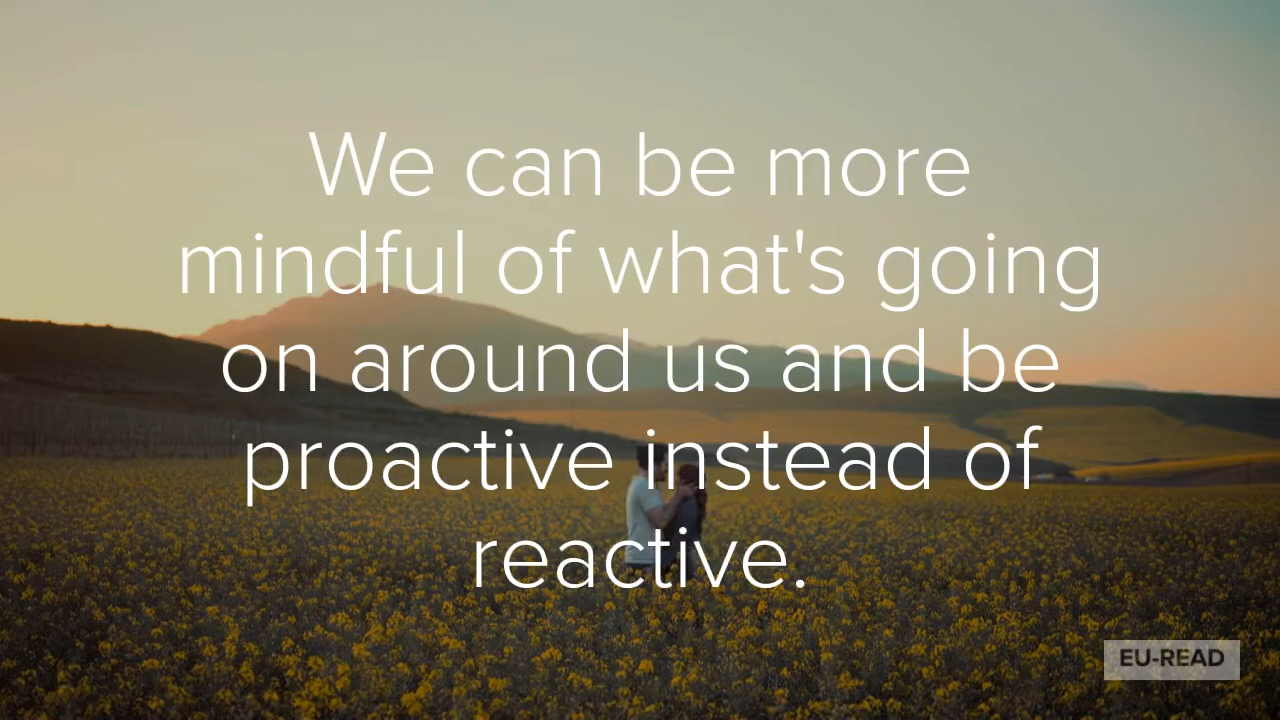 We can be more
mindful of what's going
on around us and be
proactive instead of
reactive.
EU-READ